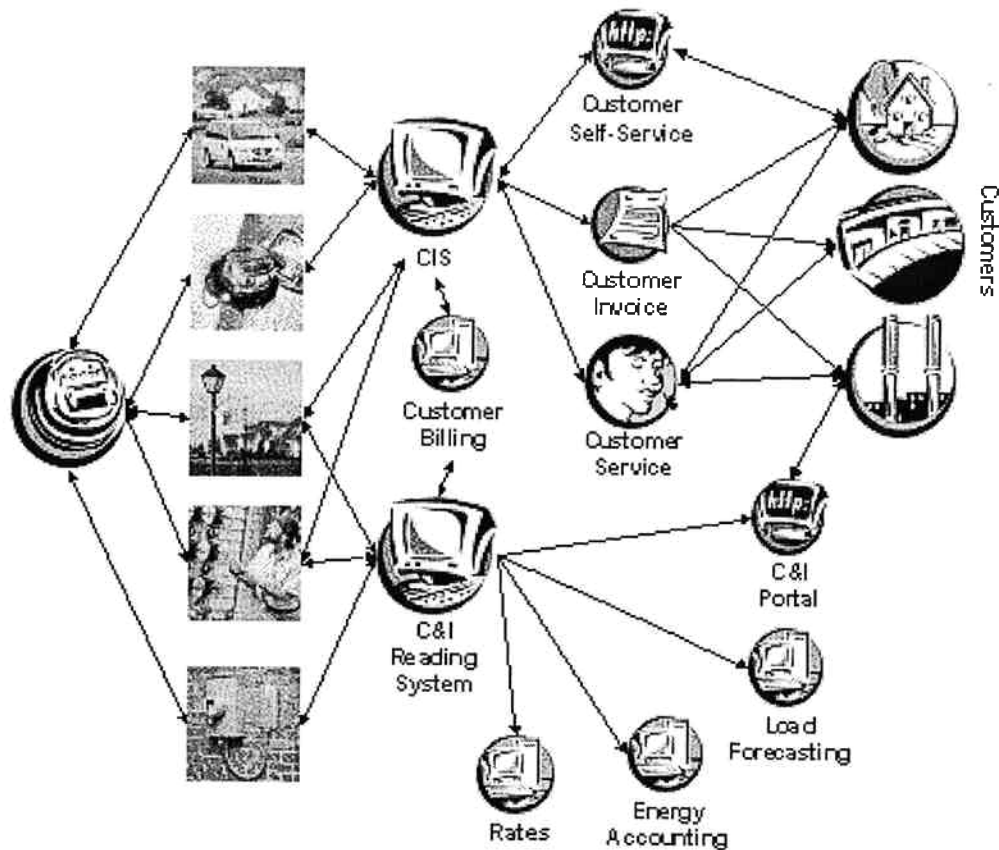 http:
Customer
Self-Service
Customers
CIS
Customer
Invoice
Customer
Billing
Customer
Service
http:
C&I
Portal
C&I
Reading
System
Load
Forecasting
Rates
Energy
Accounting